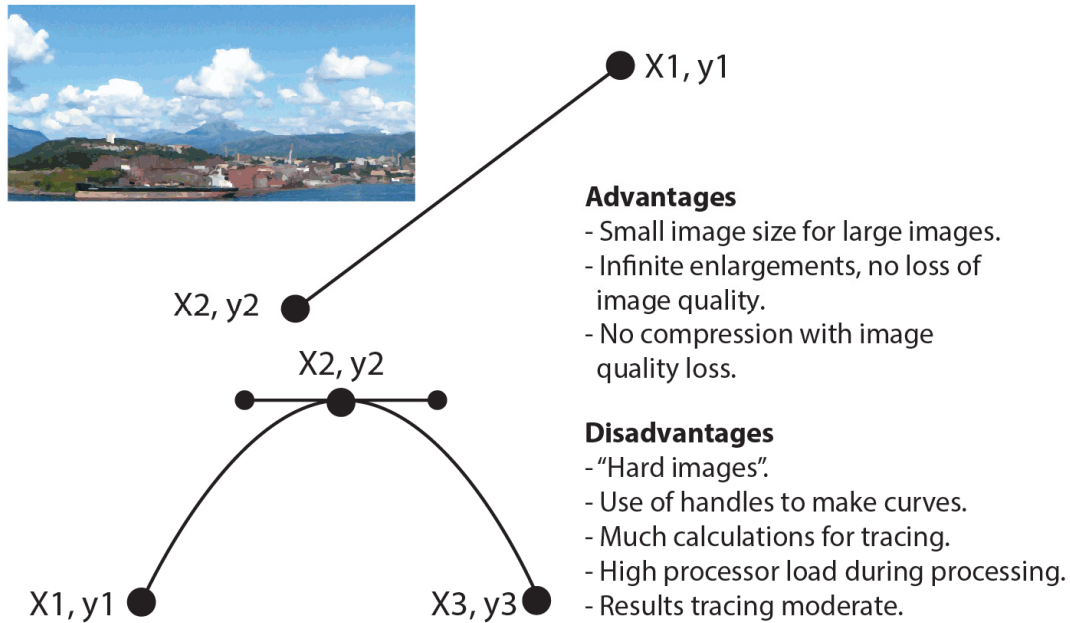 X1, y1
X2, y2
X2, y2
X1, y1
X3, y3
Advantages
- Small image size for large images.
- Infinite enlargements, no loss of
image quality.
- No compression with image
quality loss.
Disadvantages
- “Hard images”.
- Use of handles to make curves.
- Much calculations for tracing.
- High processor load during processing.
- Results tracing moderate.